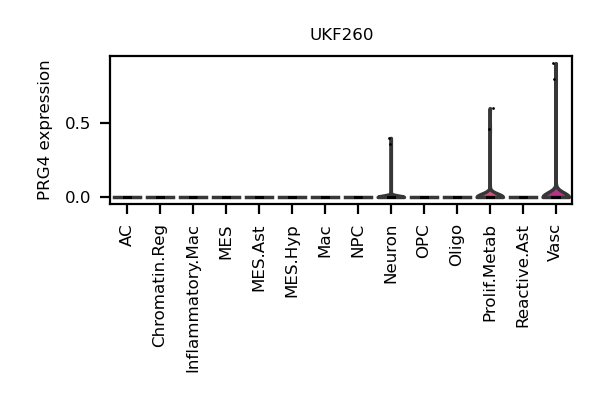 UKF260
PRG4 expression
0.5
0.0
AC
Chromatin.Reg
Inflammatory.Mac
MES
MES.Ast
MES.Hyp
Mac
NPC
Neuron
OPC
Oligo
Prolif.Metab
Reactive.Ast
Vasc